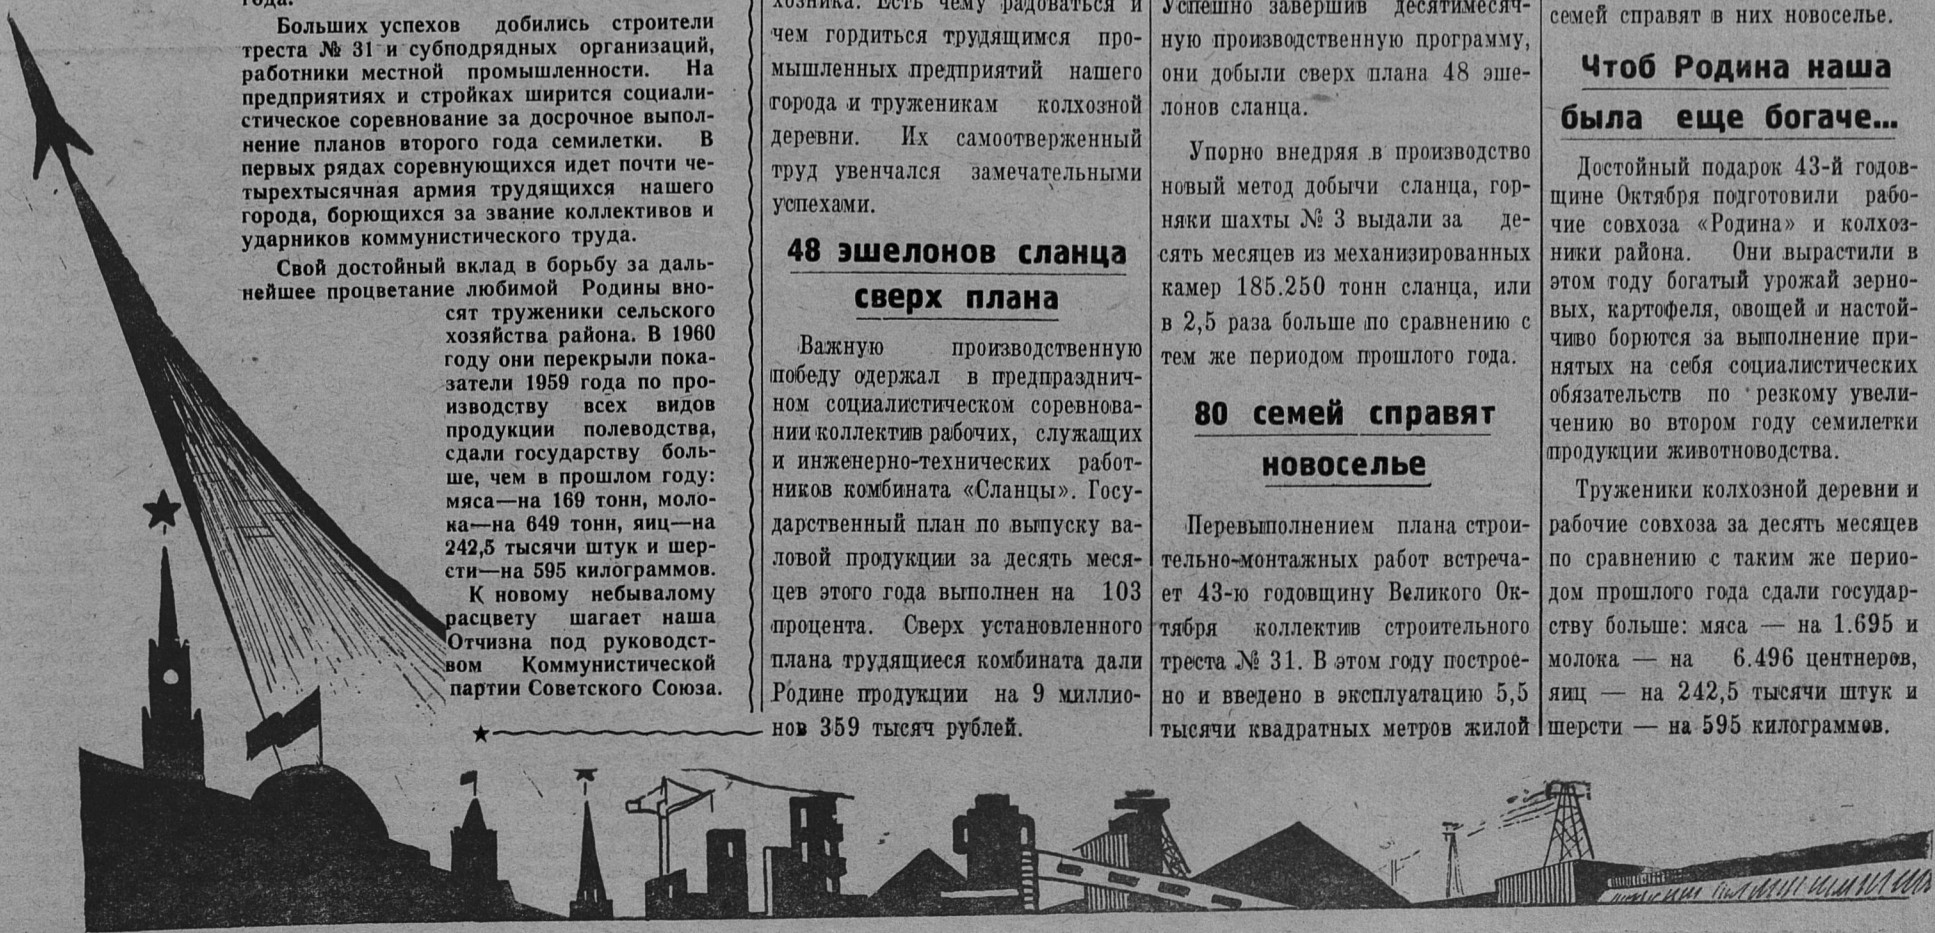 года.
Больших успехов добились строители
треста № 31 и субподрядных организаций,
работники местной промышленности. На
предприятиях и стройках ширится социали-
стическое соревнование за досрочное выпол-
нение планов второго года семилетки. В
первых рядах соревнующихся идет почти че-
тырехтысячная армия трудящихся нашего
города, борющихся за звание коллективов и
ударников коммунистического труда.
Свой достойный вклад в борьбу за даль-
нейшее процветание любимой Родины вно-
сят труженики сельского
хозяйства района. В 1960
году они перекрыли пока-
затели 1959 года по про-
изводству всех видов
продукции полеводства,
сдали государству боль-
ше, чем в прошлом году:
мяса—на 169 тонн, моло-
ка—на 649 тонн, яиц—на
242,5 тысячи штук и шер-
сти—на 595 килограммов.
К новому небывалому
расцвету шагает наша
Отчизна под руководст-
вом Коммунистической
партии Советского Союза.
хозяика. Есть чему радоваться и
чем гордиться трудящимся про-
мышленных предприятий нашего
города и труженикам колхозной
деревни. Их самоотверженный
труд увенчался замечательными
успехами.
48 эшелонов сланца
сверх плана
Важную производственную
победу одержал в предпразднич-
ном социалистическом соревнова-
нии коллектив рабочих, служащих
и инженерно-технических работ-
ников комбината «Сланцы». Госу-
дарственный план по выпуску ва-
ловой продукции за десять меся-
цев этого года выполнен на 103
процента. Сверх установленного
плана трудящиеся комбината дали
Родине продукции на 9 миллио-
нов 359 тысяч рублей.
Успешно завершив десятимесяч-
ную производственную программу,
они добыли сверх плана 48 эше-
лонов сланца.
Упорно внедряя в производство
новый метод добычи сланца, гор-
няки шахты № 3 выдали за де-
сять месяцев из механизированных
камер 185.250 тонн сланца, или
в 2,5 раза больше по сравнению с
тем же периодом прошлого года.
80 семей справят
новоселье
Перевыполнением плана строи-
тельно-монтажных работ встреча-
ет 43-ю годовщину Великого Ок-
тября коллектив строительного
треста № 31. В этом году построе-
но и введено в эксплуатацию 5,5
тысячи квадратных метров жилой
семей справят в них новоселье.
Чтоб Родина наша
была еще богаче...
Достойный подарок 43-й годов-
щине Октября подготовили рабо-
чие совхоза «Родина» и колхоз-
ники района. Они вырастили в
этом году богатый урожай зерно-
вых, картофеля, овощей и настой-
чиво борются за выполнение при-
нятых на себя социалистических
обязательств по резкому увели-
чению во втором году семилетки
продукции животноводства.
Труженики колхозной деревни и
рабочие совхоза за десять месяцев
по сравнению с таким же перио-
дом прошлого года сдали государ-
ству больше: мяса — на 1.695 и
молока — на 6.496 центнеров,
яиц — на 242,5 тысячи штук и
шерсти — на 595 килограммов.